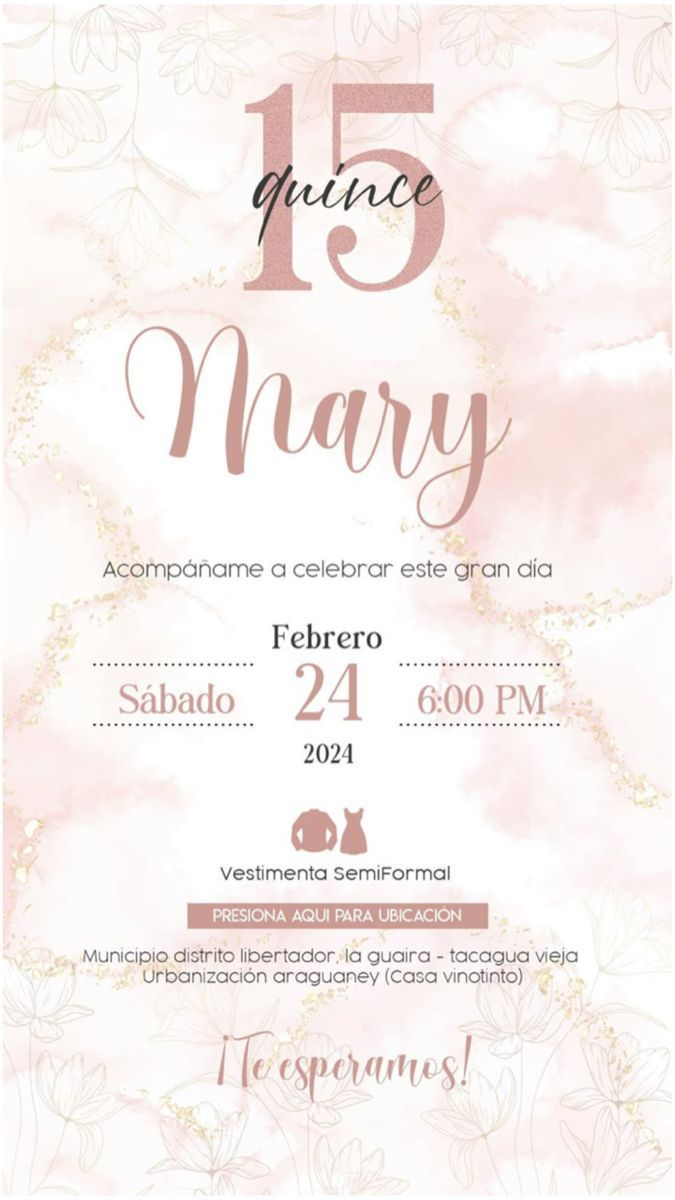 15
quince
Mary
Acompáñame a celebrar este gran día
Febrero
Sábado 24 6:00 PM
2024
Vestimenta SemiFormal
PRESIONA AQUI PARA UBICACIÓN
Municipio distrito libertador, la guaira - tacagua vieja
Urbanización araguaney (Casa vinotinto)
¡Te esperamos!